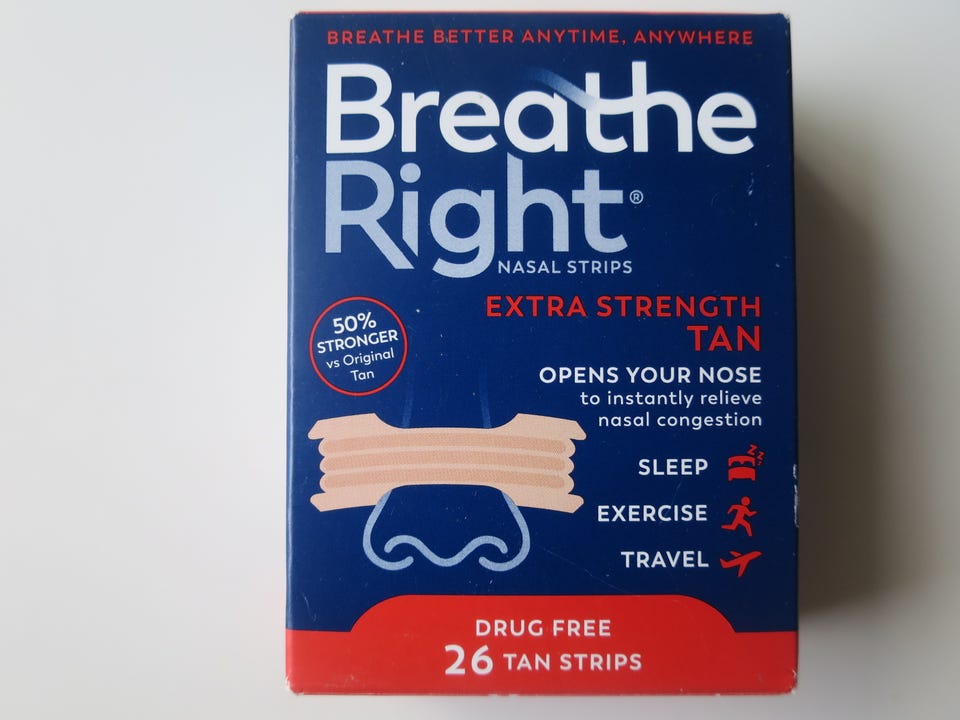 BREATHE BETTER ANYTIME, ANYWHERE
Breathe
Right®
NASAL STRIPS
EXTRA STRENGTH
TAN
50%
STRONGER
vs Original
Tan
OPENS YOUR NOSE
to instantly relieve
nasal congestion
SLEEP
ZZZ
EXERCISE
TRAVEL
DRUG FREE
26 TAN STRIPS